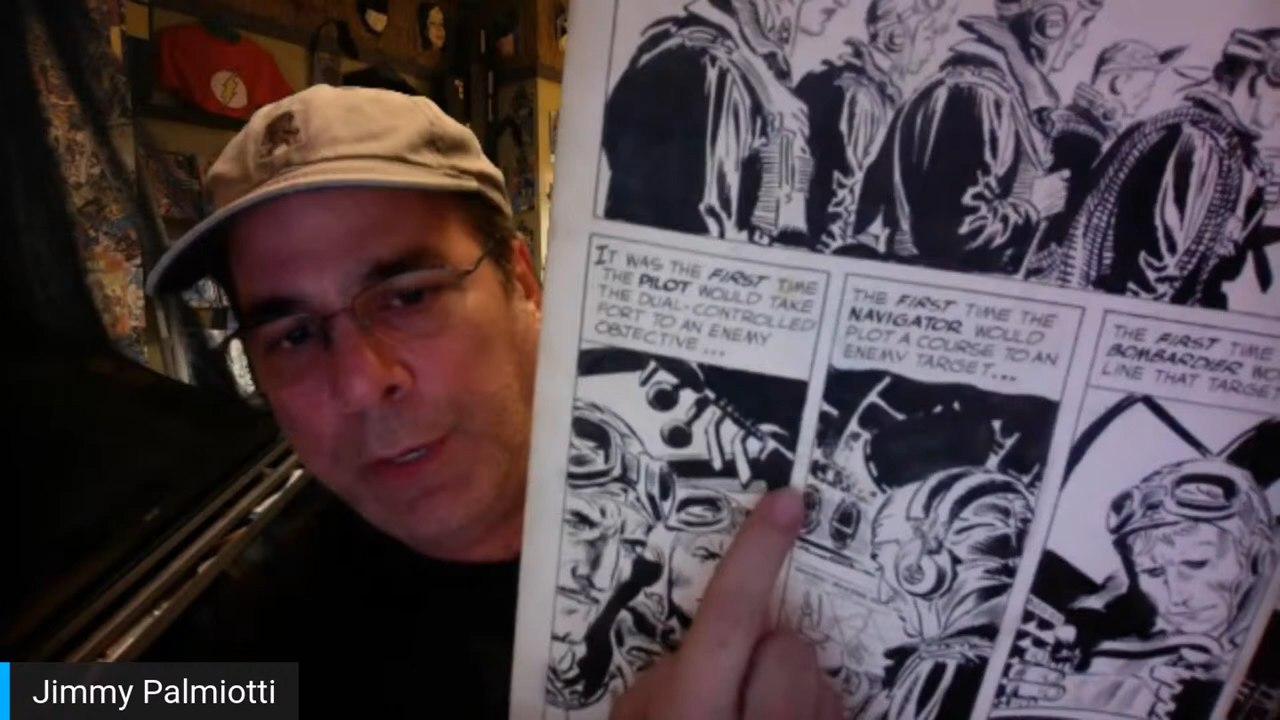 IT WAS THE FIRST TIME
THE PILOT WOULD TAKE
THE DUAL-CONTROLLED
FORT TO AN ENEMY
OBJECTIVE ...
THE FIRST TIME THE
NAVIGATOR WOULD
PLOT A COURSE TO AN
ENEMY TARGET...
THE FIRST TIME
BOMBARDIER WO
LINE THAT TARGET
Jimmy Palmiotti